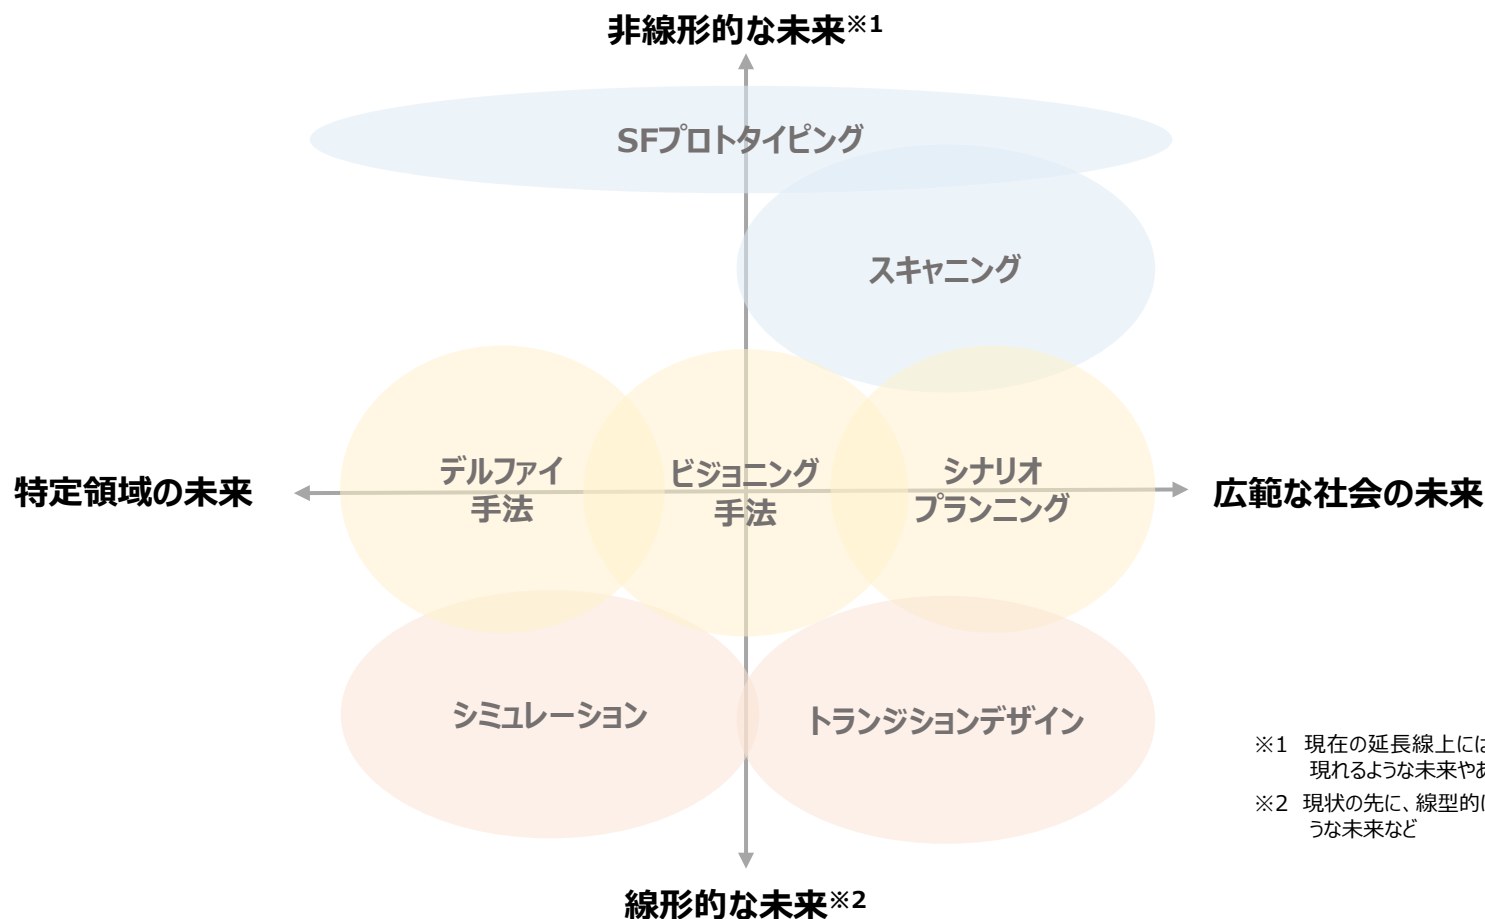 非線形的な未来※1
SFプロトタイピング
スキャニング
デルファイ
手法
ビジョニング
手法
シナリオ
プランニング
特定領域の未来
広範な社会の未来
シミュレーション
トランジションデザイン
※1 現在の延長線上に
現れるような未来や
※2 現状の先に、線型的
うな未来など
線形的な未来※2